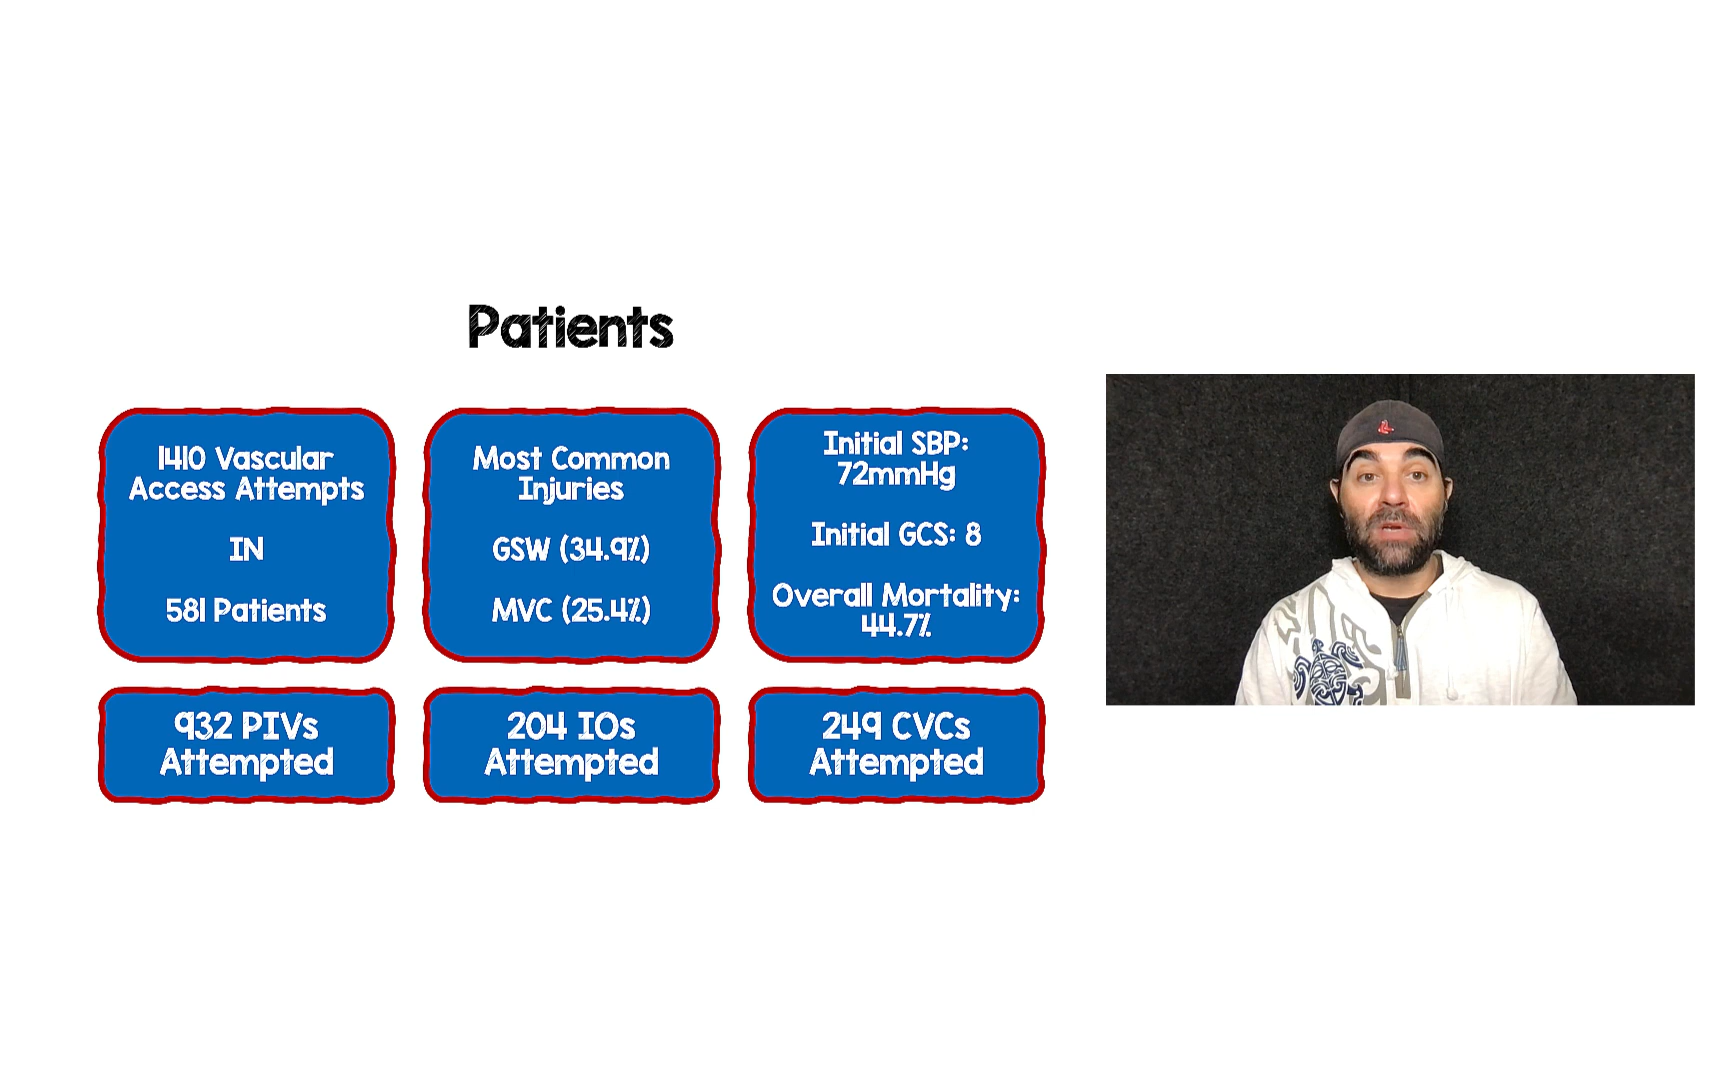 Patients
1410 Vascular
Access Attempts
IN
581 Patients
Most Common
Injuries
GSW (34.9%)
MVC (25.4%)
Initial SBP:
72mmHg
Initial GCS: 8
Overall Mortality:
44.7%
932 PIVs
Attempted
204 IOs
Attempted
249 CVCs
Attempted